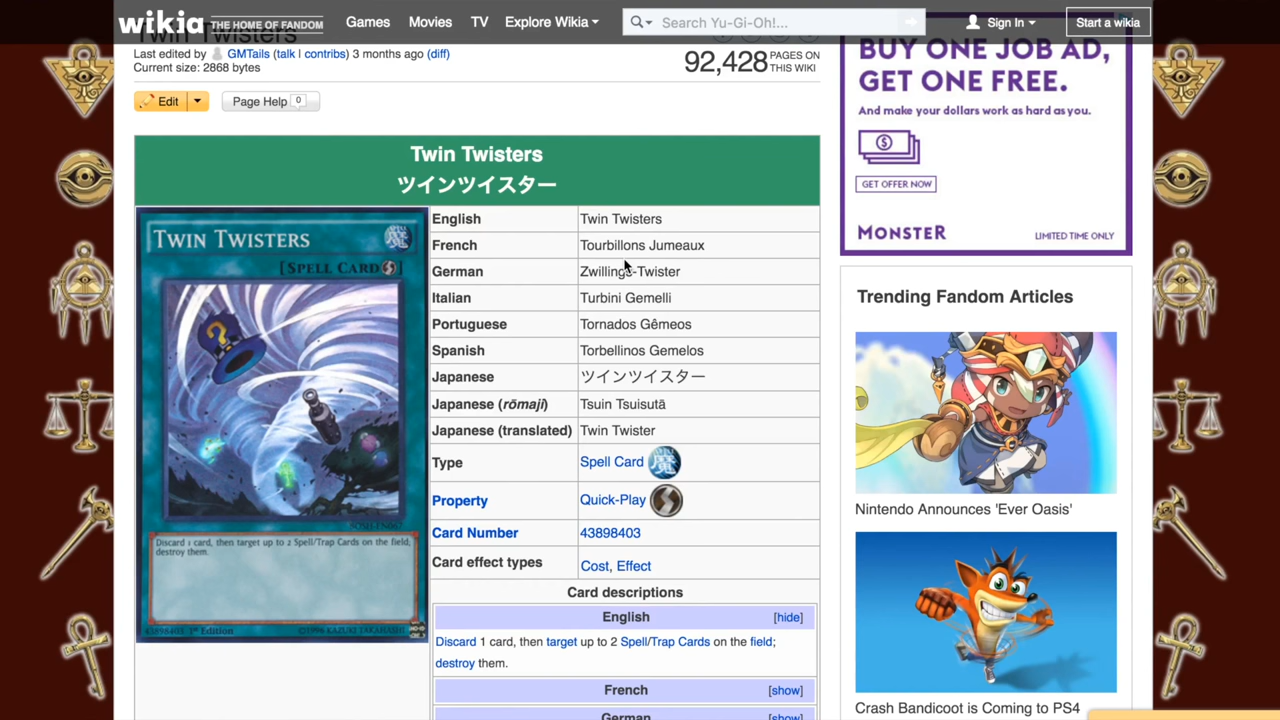 wikia THE HOME OF FANDOM Games Movies TV Explore Wikia Search Yu-Gi-Oh!... Sign In Start a wikia
Twin Twisters
Last edited by GMTails (talk | contribs) 3 months ago (diff)
Current size: 2868 bytes
92,428 PAGES ON THIS WIKI
Edit Page Help 0
Twin Twisters
ツインツイスター
TWIN TWISTERS
[SPELL CARD]
SOSH-EN067
Discard 1 card, then target up to 2 Spell/Trap Cards on the field;
destroy them.
43898403 1st Edition ©1996 KAZUKI TAKAHASHI
English Twin Twisters
French Tourbillons Jumeaux
German Zwillings-Twister
Italian Turbini Gemelli
Portuguese Tornados Gêmeos
Spanish Torbellinos Gemelos
Japanese ツインツイスター
Japanese (rōmaji) Tsuin Tsuisutā
Japanese (translated) Twin Twister
Type Spell Card
Property Quick-Play
Card Number 43898403
Card effect types Cost, Effect
Card descriptions
English [hide]
Discard 1 card, then target up to 2 Spell/Trap Cards on the field;
destroy them.
French [show]
German [show]
BUY ONE JOB AD,
GET ONE FREE.
And make your dollars work as hard as you.
GET OFFER NOW
MONSTER LIMITED TIME ONLY
Trending Fandom Articles
Nintendo Announces 'Ever Oasis'
Crash Bandicoot is Coming to PS4